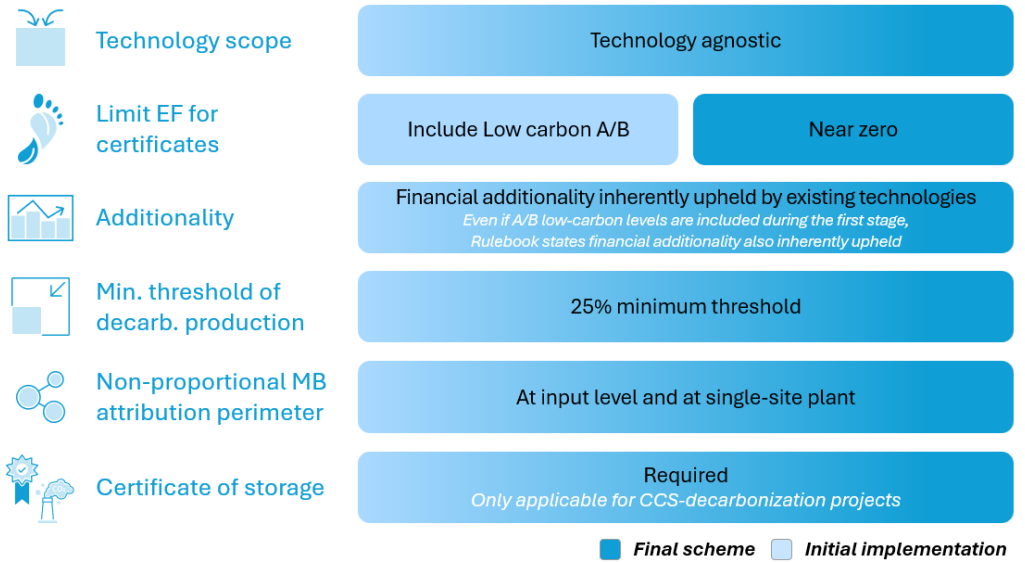 Technology scope
Technology agnostic
Limit EF for
certificates
Include Low carbon A/B
Near zero
Additionality
Financial additionality inherently upheld by existing technologies
Even if A/B low-carbon levels are included during the first stage,
Rulebook states financial additionality also inherently upheld
Min. threshold of
decarb. production
25% minimum threshold
Non-proportional MB
attribution perimeter
At input level and at single-site plant
Certificate of storage
Required
Only applicable for CCS-decarbonization projects
Final scheme
Initial implementation